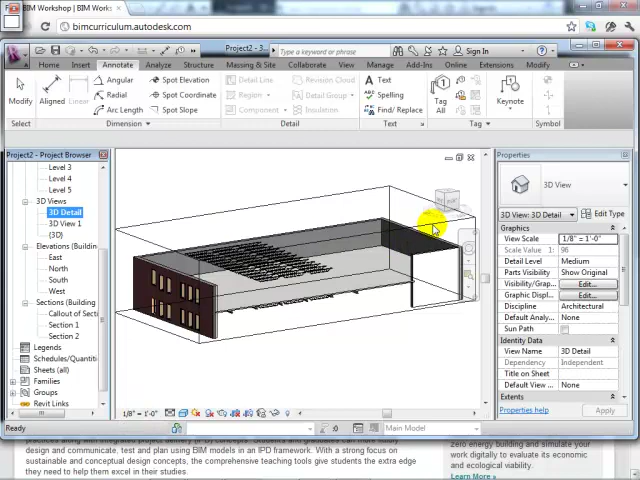 BIM Workshop | BIM Works
bimcurriculum.autodesk.com
Project2 - 3...
Type a keyword or phrase
Sign In
Home Insert Annotate Analyze Structure Massing & Site Collaborate View Manage Add-Ins Online Extensions Modify
Modify
Aligned
Linear
Angular
Radial
Arc Length
Spot Elevation
Spot Coordinate
Spot Slope
Detail Line
Region
Component
Revision Cloud
Detail Group
Insulation
Text
Spelling
Find/ Replace
Tag
All
Keynote
Symbol
Select Dimension Detail Text Tag Symbol
Project2 - Project Browser
Level 3
Level 4
Level 5
3D Views
3D Detail
3D View 1
{3D}
Elevations (Building
East
North
South
West
Sections (Building
Callout of Sect
Section 1
Section 2
Legends
Schedules/Quantiti
Sheets (all)
Families
Groups
Revit Links
1/8" = 1'-0"
Properties
3D View
3D View: 3D Detail
Edit Type
Graphics
View Scale 1/8" = 1'-0"
Scale Value 1: 96
Detail Level Medium
Parts Visibility Show Original
Visibility/Grap... Edit...
Graphic Displ... Edit...
Discipline Architectural
Default Analy... None
Sun Path
Identity Data
View Name 3D Detail
Dependency Independent
Title on Sheet
Default View ...
Extents
Properties help
Apply
Ready
:0
Main Model
design and communicate, test and plan using BIM models in an IPD framework. With a strong focus on
sustainable and conceptual design concepts, the comprehensive teaching tools give students the extra edge
they need to help them excel in their studies.
zero energy building and simulate your
work digitally to evaluate its economic
and ecological viability.
Learn More »